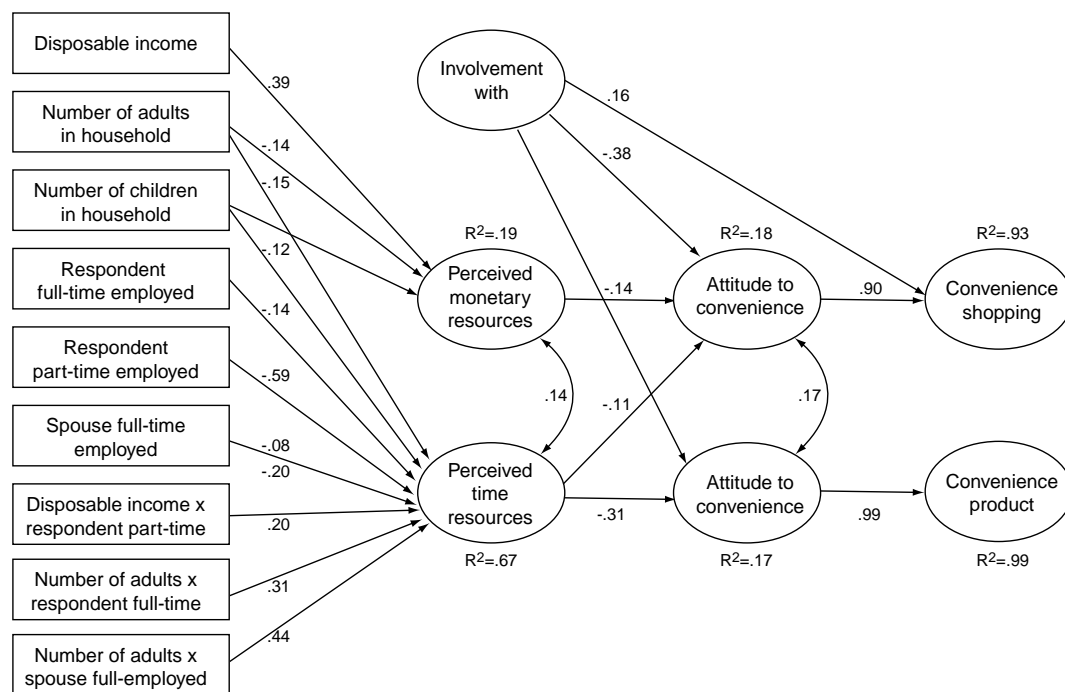 Disposable income
Number of adults
in household
Number of children
in household
Respondent
full-time employed
Respondent
part-time employed
Spouse full-time
employed
Disposable income x
respondent part-time
Number of adults x
respondent full-time
Number of adults x
spouse full-employed
.39
-.14
-.15
-.12
-.14
-.59
-.08
-.20
.20
.31
.44
Involvement
with
R²=.19
Perceived
monetary
resources
.14
Perceived
time
resources
R²=.67
.16
-.38
-.14
-.11
-.31
R²=.18
Attitude to
convenience
.17
Attitude to
convenience
R²=.17
.90
.99
R²=.93
Convenience
shopping
Convenience
product
R²=.99